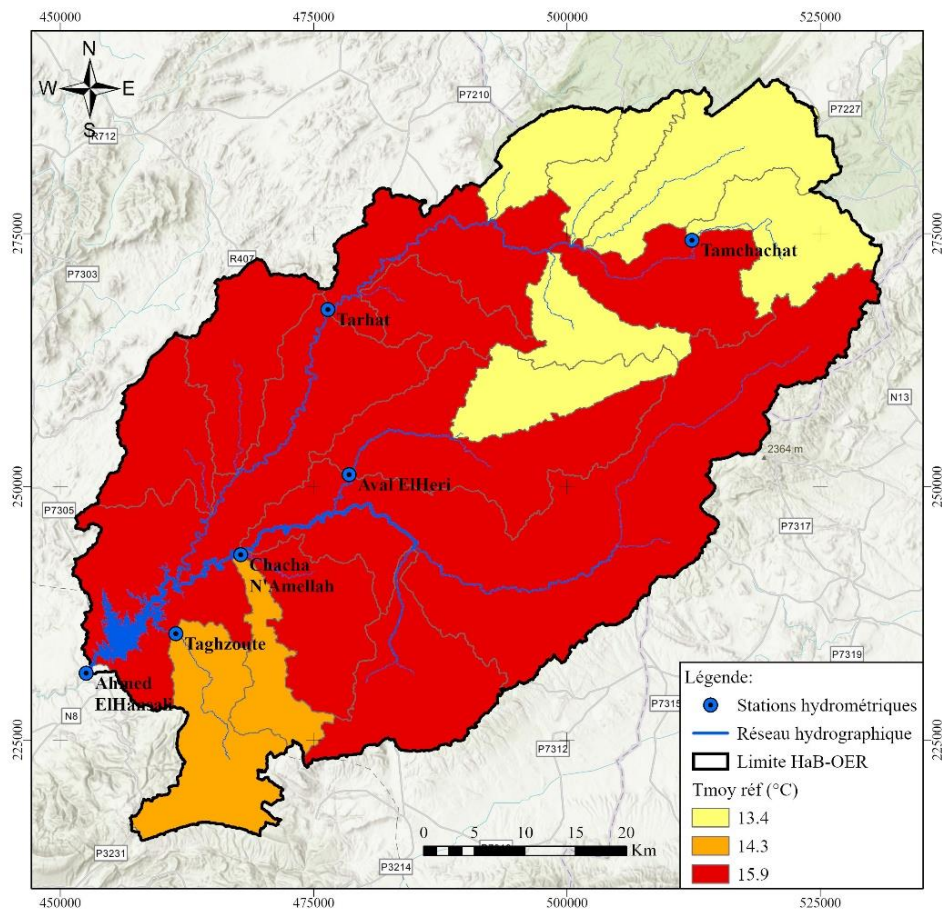 450000
475000
500000
525000
N
W
E
S
P7210
P7227
R712
275000
275000
P7303
R407
Tamchachat
Tarhat
N13
2364 m
Aval ElHeri
250000
250000
P7305
P7317
Chacha
N'Amellah
Taghzoute
P7319
Ahmed
ElHansali
N8
P7315
225000
225000
P7312
P3231
P3214
Légende:
Stations hydrométriques
Réseau hydrographique
Limite HaB-OER
Tmoy réf (°C)
13.4
14.3
15.9
0 5 10 15 20
Km
450000
475000
500000
525000